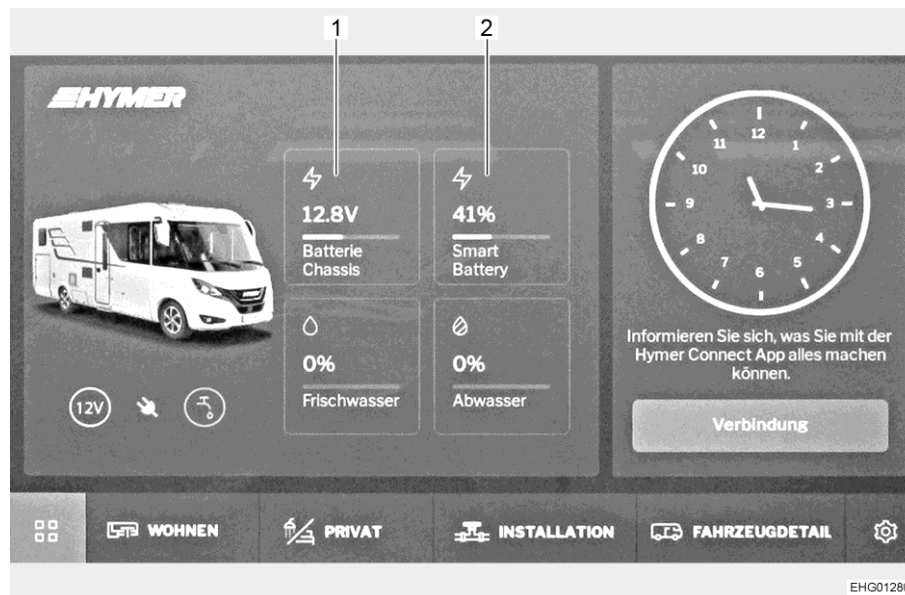 1
2
HYMER
12.8V
Batterie
Chassis
41%
Smart
Battery
0%
Frischwasser
0%
Abwasser
12V
HYMER
12
1
2
3
4
5
6
7
8
9
10
11
Informieren Sie sich, was Sie mit der
Hymer Connect App alles machen
können.
Verbindung
WOHNEN
PRIVAT
INSTALLATION
FAHRZEUGDETAIL